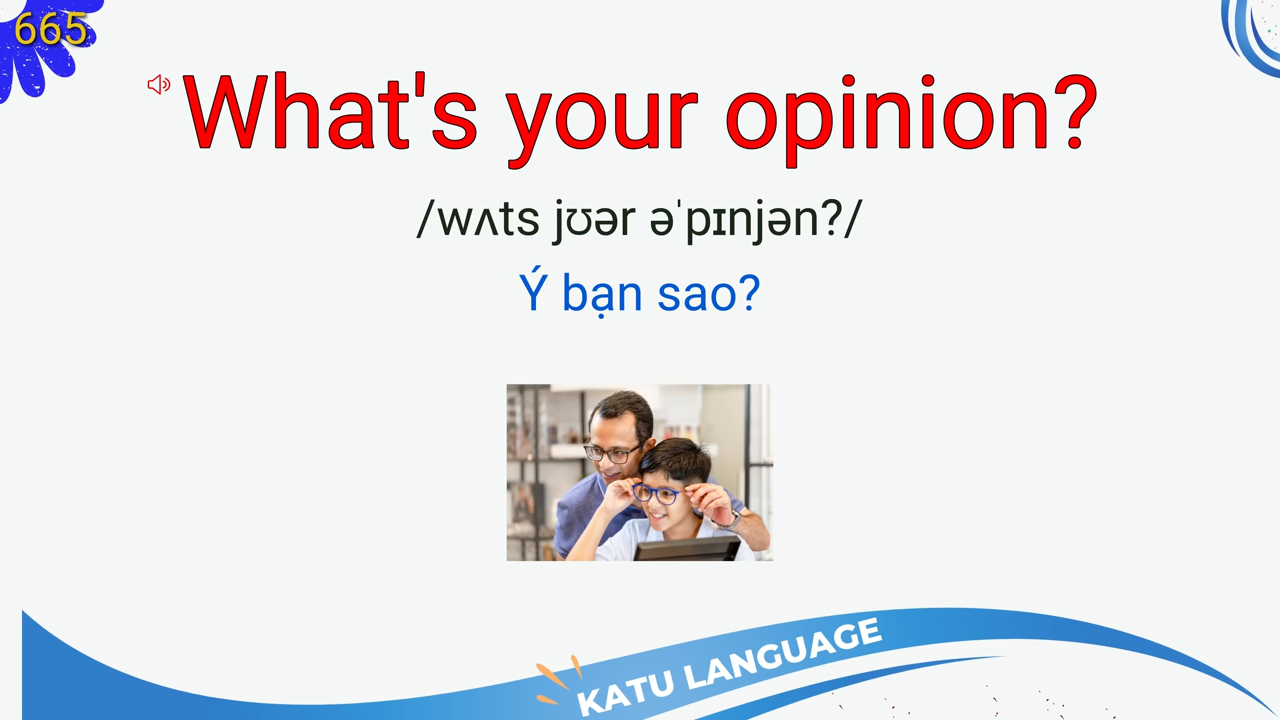 665
What's your opinion?
/wʌts jʊər əˈpɪnjən?/
Ý bạn sao?
KATU LANGUAGE